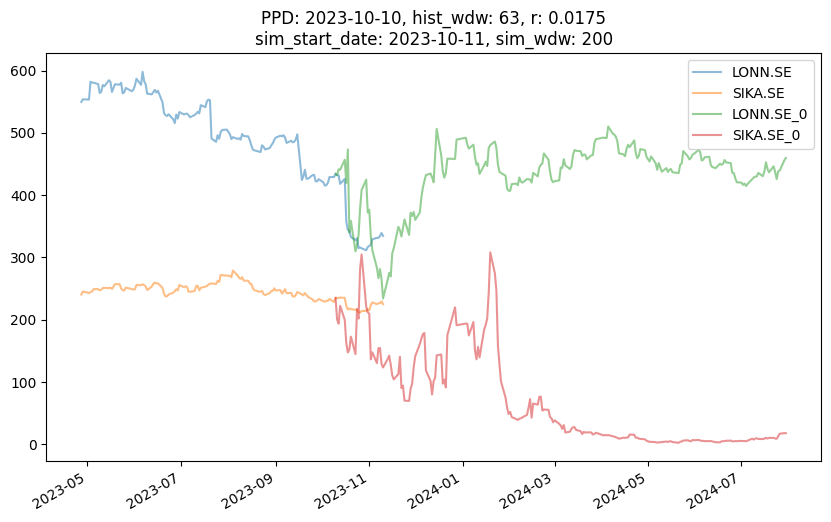 PPD: 2023-10-10, hist_wdw: 63, r: 0.0175
sim_start_date: 2023-10-11, sim_wdw: 200
LONN.SE
SIKA.SE
LONN.SE_0
SIKA.SE_0
600
500
400
300
200
100
0
2023-05
2023-07
2023-09
2023-11
2024-01
2024-03
2024-05
2024-07